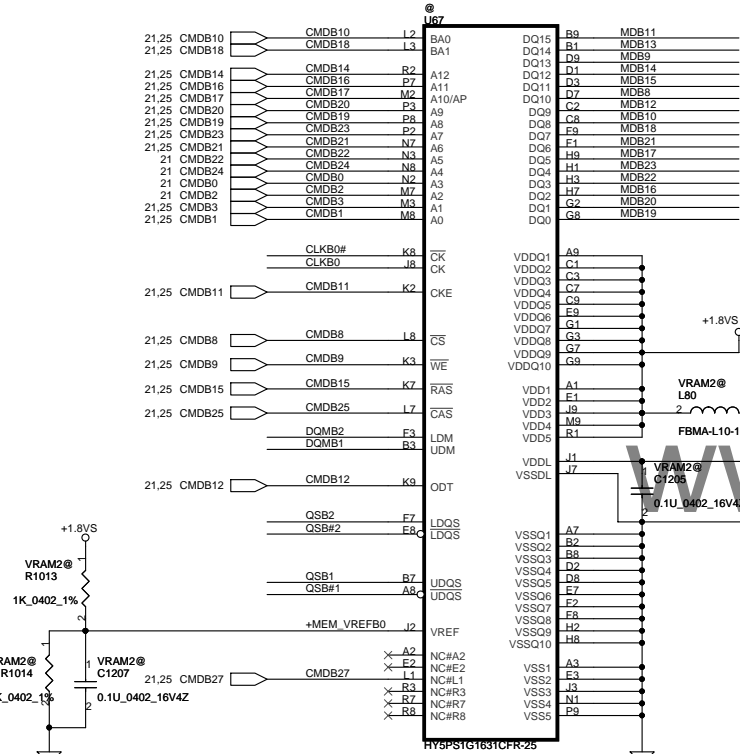 @
U67
21,25 CMDB10 CMDB10 L2 BA0 DQ15 B9 MDB11
21,25 CMDB18 CMDB18 L3 BA1 DQ14 B1 MDB13
DQ13 D9 MDB9
21,25 CMDB14 CMDB14 R2 A12 DQ12 D1 MDB14
21,25 CMDB16 CMDB16 P7 A11 DQ11 D3 MDB15
21,25 CMDB17 CMDB17 M2 A10/AP DQ10 D7 MDB8
21,25 CMDB20 CMDB20 P3 A9 DQ9 C2 MDB12
21,25 CMDB19 CMDB19 P8 A8 DQ8 C8 MDB10
21,25 CMDB23 CMDB23 P2 A7 DQ7 F9 MDB18
21,25 CMDB21 CMDB21 N7 A6 DQ6 F1 MDB21
21 CMDB22 CMDB22 N3 A5 DQ5 H9 MDB17
21 CMDB24 CMDB24 N8 A4 DQ4 H1 MDB23
21 CMDB0 CMDB0 N2 A3 DQ3 H3 MDB22
21 CMDB2 CMDB2 M7 A2 DQ2 H7 MDB16
21,25 CMDB3 CMDB3 M3 A1 DQ1 G2 MDB20
21,25 CMDB1 CMDB1 M8 A0 DQ0 G8 MDB19
CLKB0# K8 CK VDDQ1 A9
CLKB0 J8 CK VDDQ2 C1
VDDQ3 C3
21,25 CMDB11 CMDB11 K2 CKE VDDQ4 C7
VDDQ5 C9
VDDQ6 E9
VDDQ7 G1
21,25 CMDB8 CMDB8 L8 CS VDDQ8 G3
VDDQ9 G7
+1.8VS
21,25 CMDB9 CMDB9 K3 WE VDDQ10 G9
21,25 CMDB15 CMDB15 K7 RAS VDD1 A1
VDD2 E1
VRAM2@
L80
21,25 CMDB25 CMDB25 L7 CAS VDD3 J9 2
VDD4 M9
DQMB2 F3 LDM VDD5 R1
FBMA-L10-1
DQMB1 B3 UDM
VDDL J1
VSSDL J7
VRAM2@
C1205
1
0.1U_0402_16V4Z
2
21,25 CMDB12 CMDB12 K9 ODT
QSB2 F7 LDQS
QSB#2 E8 LDQS
VSSQ1 A7
VSSQ2 B2
VSSQ3 B8
VSSQ4 D2
QSB1 B7 UDQS VSSQ5 D8
QSB#1 A8 UDQS VSSQ6 E7
VSSQ7 F2
VSSQ8 F8
+MEM_VREFB0 J2 VREF VSSQ9 H2
VSSQ10 H8
+1.8VS
VRAM2@
R1013
1
1K_0402_1%
2
A2 NC#A2
E2 NC#E2 VSS1 A3
21,25 CMDB27 CMDB27 L1 NC#L1 VSS2 E3
R3 NC#R3 VSS3 J3
R7 NC#R7 VSS4 N1
R8 NC#R8 VSS5 P9
R1014
1
2
VRAM2@
C1207
1
0.1U_0402_16V4Z
2
HY5PS1G1631CFR-25